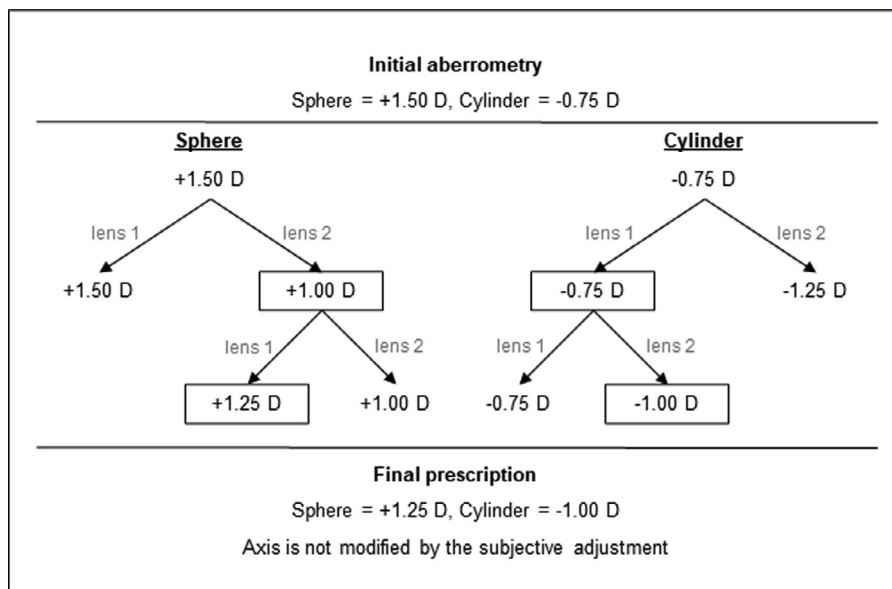 Initial aberrometry
Sphere = +1.50 D, Cylinder = -0.75 D
Sphere Cylinder
+1.50 D -0.75 D
lens 1 lens 2 lens 1 lens 2
+1.50 D +1.00 D -0.75 D -1.25 D
lens 1 lens 2 lens 1 lens 2
+1.25 D +1.00 D -0.75 D -1.00 D
Final prescription
Sphere = +1.25 D, Cylinder = -1.00 D
Axis is not modified by the subjective adjustment